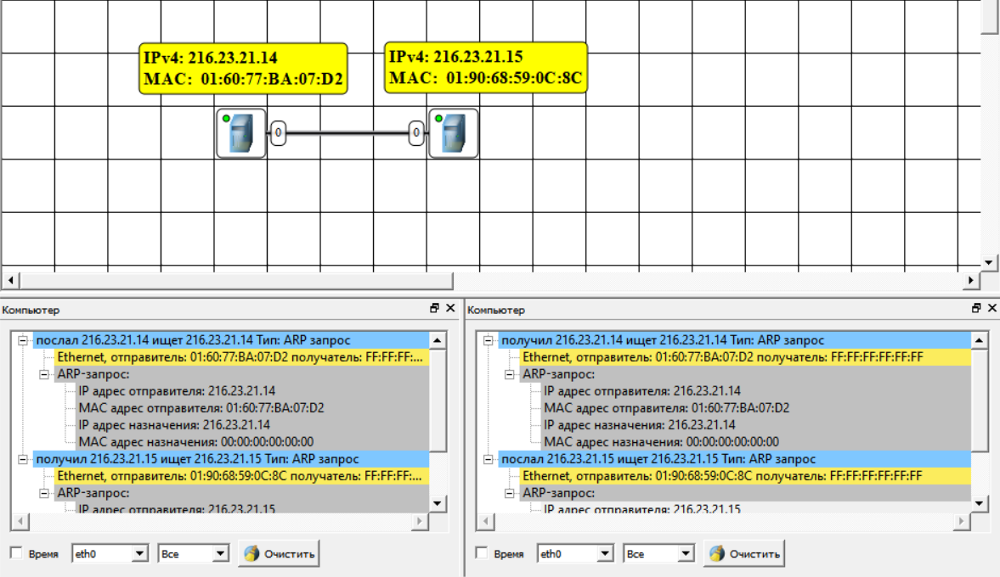 IPv4: 216.23.21.14
MAC:  01:60:77:BA:07:D2
IPv4: 216.23.21.15
MAC:  01:90:68:59:0C:8C
0
0
Компьютер
послал 216.23.21.14 ищет 216.23.21.14 Тип: ARP запрос
Ethernet, отправитель: 01:60:77:BA:07:D2 получатель: FF:FF:FF:...
ARP-запрос:
IP адрес отправителя: 216.23.21.14
MAC адрес отправителя: 01:60:77:BA:07:D2
IP адрес назначения: 216.23.21.14
MAC адрес назначения: 00:00:00:00:00:00
получил 216.23.21.15 ищет 216.23.21.15 Тип: ARP запрос
Ethernet, отправитель: 01:90:68:59:0C:8C получатель: FF:FF:FF:...
ARP-запрос:
IP адрес отправителя: 216.23.21.15
Время
eth0
Все
Очистить
Компьютер
получил 216.23.21.14 ищет 216.23.21.14 Тип: ARP запрос
Ethernet, отправитель: 01:60:77:BA:07:D2 получатель: FF:FF:FF:FF:FF:FF
ARP-запрос:
IP адрес отправителя: 216.23.21.14
MAC адрес отправителя: 01:60:77:BA:07:D2
IP адрес назначения: 216.23.21.14
MAC адрес назначения: 00:00:00:00:00:00
послал 216.23.21.15 ищет 216.23.21.15 Тип: ARP запрос
Ethernet, отправитель: 01:90:68:59:0C:8C получатель: FF:FF:FF:FF:FF:FF
ARP-запрос:
IP адрес отправителя: 216.23.21.15
Время
eth0
Все
Очистить